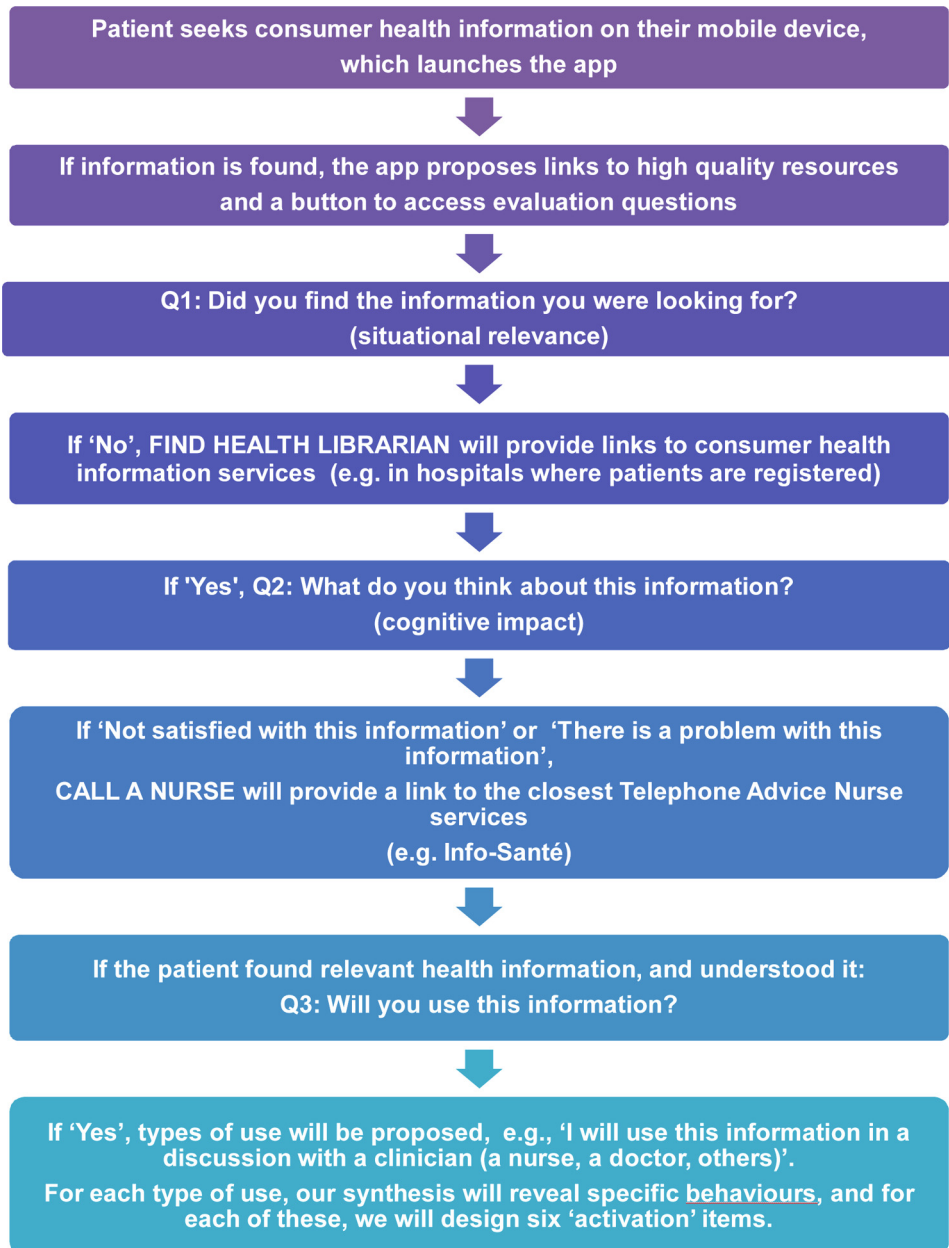 Patient seeks consumer health information on their mobile device,
which launches the app
If information is found, the app proposes links to high quality resources
and a button to access evaluation questions
Q1: Did you find the information you were looking for?
(situational relevance)
If ‘No’, FIND HEALTH LIBRARIAN will provide links to consumer health
information services (e.g. in hospitals where patients are registered)
If 'Yes', Q2: What do you think about this information?
(cognitive impact)
If ‘Not satisfied with this information’ or ‘There is a problem with this
information’,
CALL A NURSE will provide a link to the closest Telephone Advice Nurse
services
(e.g. Info-Santé)
If the patient found relevant health information, and understood it:
Q3: Will you use this information?
If ‘Yes’, types of use will be proposed, e.g., ‘I will use this information in a
discussion with a clinician (a nurse, a doctor, others)’.
For each type of use, our synthesis will reveal specific behaviours, and for
each of these, we will design six ‘activation’ items.